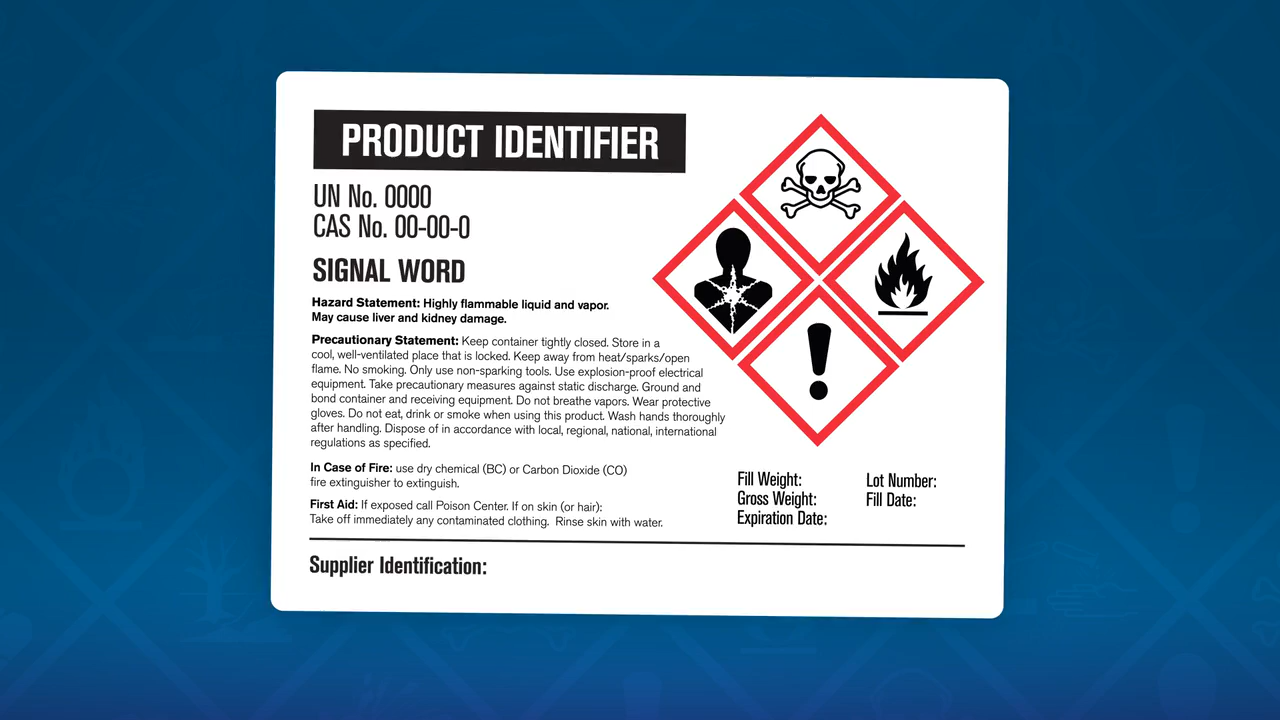 PRODUCT IDENTIFIER
UN No. 0000
CAS No. 00-00-0
SIGNAL WORD
Hazard Statement: Highly flammable liquid and vapor.
May cause liver and kidney damage.
Precautionary Statement: Keep container tightly closed. Store in a
cool, well-ventilated place that is locked. Keep away from heat/sparks/open
flame. No smoking. Only use non-sparking tools. Use explosion-proof electrical
equipment. Take precautionary measures against static discharge. Ground and
bond container and receiving equipment. Do not breathe vapors. Wear protective
gloves. Do not eat, drink or smoke when using this product. Wash hands thoroughly
after handling. Dispose of in accordance with local, regional, national, international
regulations as specified.
In Case of Fire: use dry chemical (BC) or Carbon Dioxide (CO)
fire extinguisher to extinguish.
First Aid: If exposed call Poison Center. If on skin (or hair):
Take off immediately any contaminated clothing. Rinse skin with water.
Fill Weight:
Gross Weight:
Expiration Date:
Lot Number:
Fill Date:
Supplier Identification: